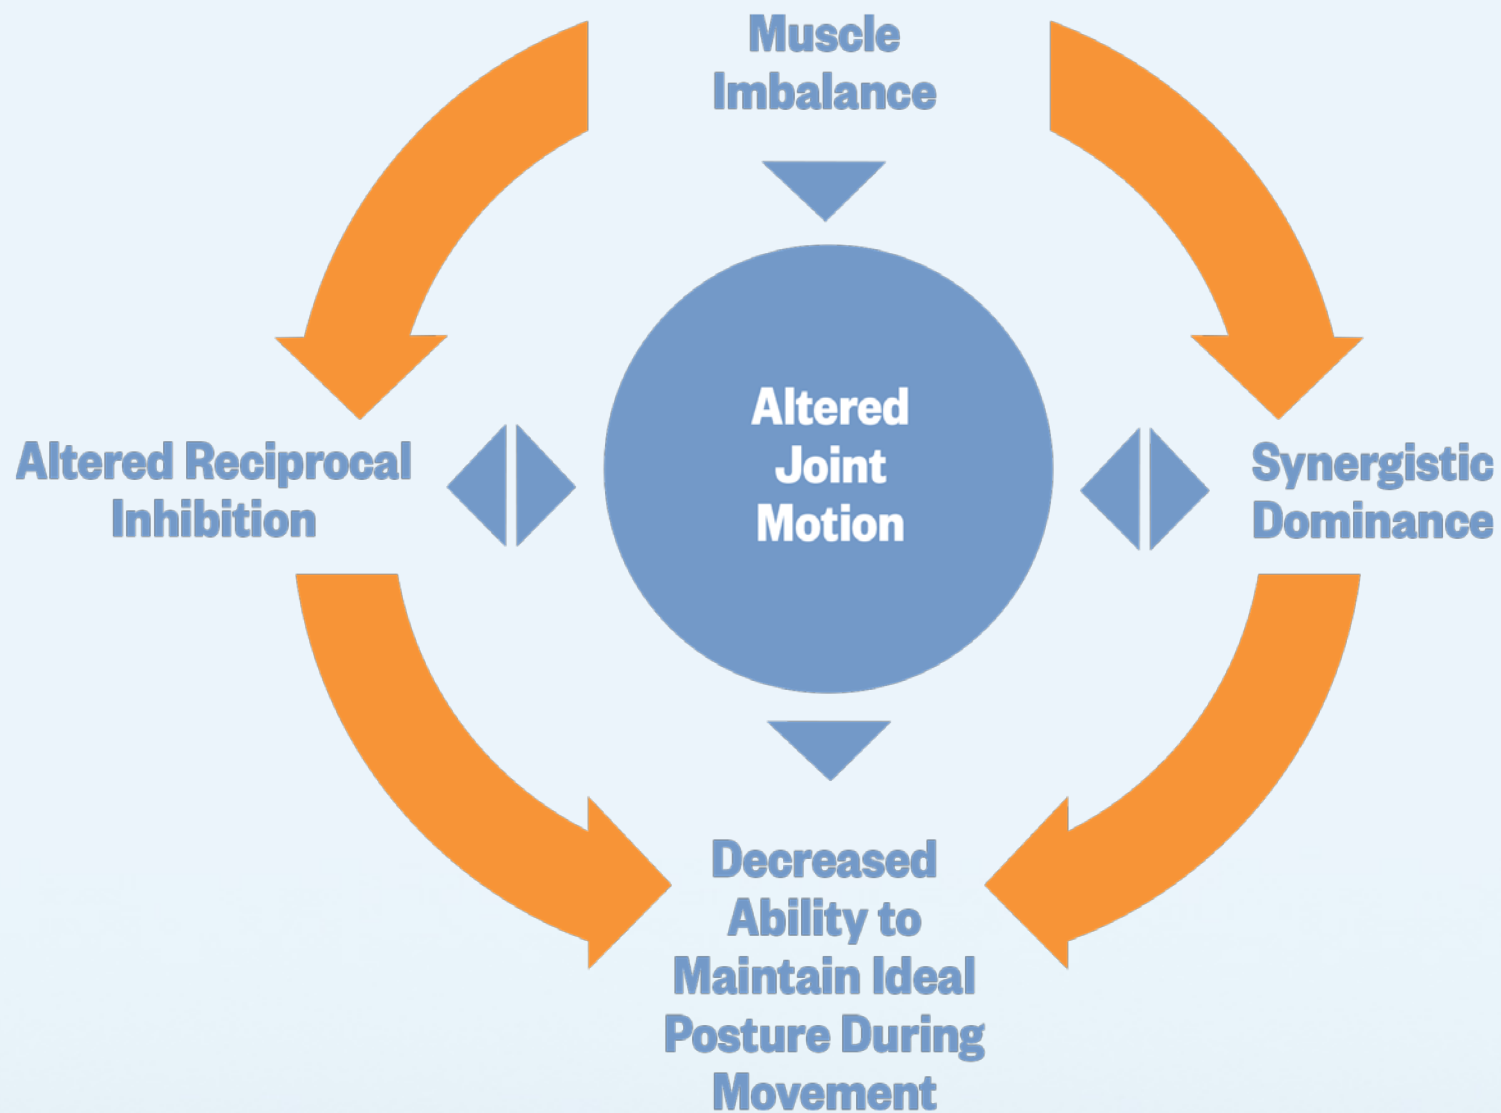 Muscle
Imbalance
Altered
Joint
Motion
Altered Reciprocal
Inhibition
Synergistic
Dominance
Decreased
Ability to
Maintain Ideal
Posture During
Movement